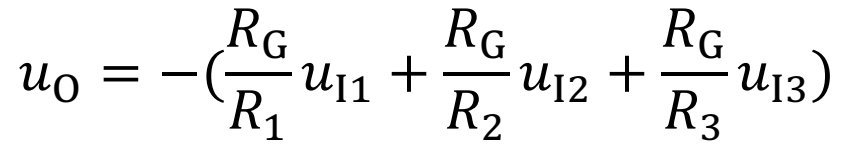 u_O = −(R_G/R_1 u_I1 + R_G/R_2 u_I2 + R_G/R_3 u_I3)